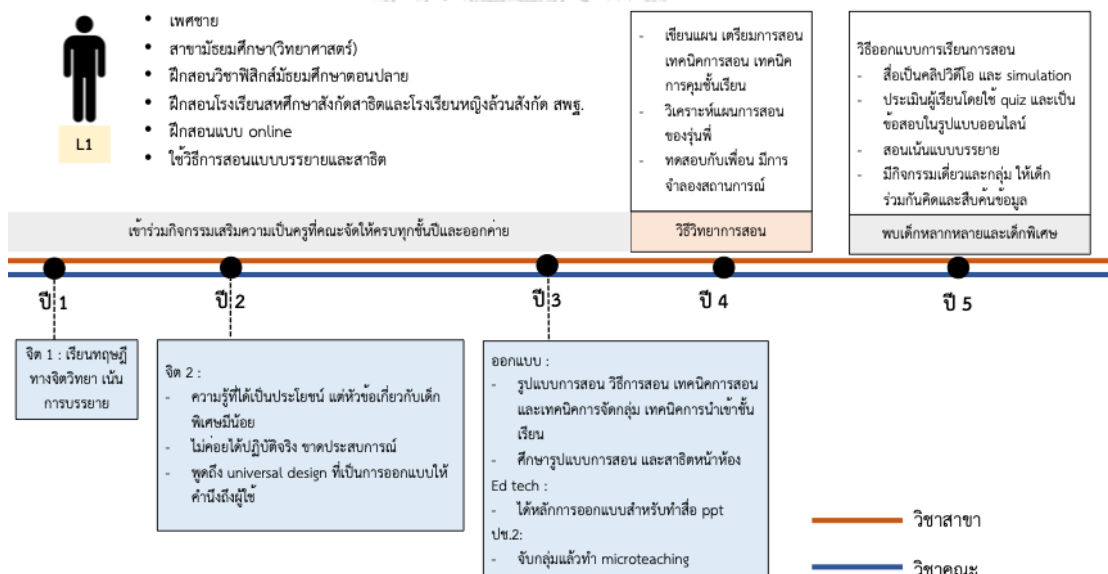 L1
• เพศชาย
• สาขามัธยมศึกษา(วิทยาศาสตร์)
• ฝึกสอนวิชาฟิสิกส์มัธยมศึกษาตอนปลาย
• ฝึกสอนโรงเรียนสหศึกษาสังกัดสาธิตและโรงเรียนหญิงล้วนสังกัด สพฐ.
• ฝึกสอนแบบ online
• ใช้วิธีการสอนแบบบรรยายและสาธิต
- เขียนแผน เตรียมการสอน
เทคนิคการสอน เทคนิค
การคุมชั้นเรียน
- วิเคราะห์แผนการสอน
ของรุ่นพี่
- ทดสอบกับเพื่อน มีการ
จำลองสถานการณ์
วิธีออกแบบการเรียนการสอน
- สื่อเป็นคลิปวิดีโอ และ simulation
- ประเมินผู้เรียนโดยใช้ quiz และเป็น
ข้อสอบในรูปแบบออนไลน์
- สอนเน้นแบบบรรยาย
- มีกิจกรรมเดี่ยวและกลุ่ม ให้เด็ก
ร่วมกันคิดและสืบค้นข้อมูล
เข้าร่วมกิจกรรมเสริมความเป็นครูที่คณะจัดให้ครบทุกชั้นปีและออกค่าย
วิธีวิทยาการสอน
พบเด็กหลากหลายและเด็กพิเศษ
ปี 1
ปี 2
ปี 3
ปี 4
ปี 5
จิต 1 : เรียนทฤษฎี
ทางจิตวิทยา เน้น
การบรรยาย
จิต 2 :
- ความรู้ที่ได้เป็นประโยชน์ แต่หัวข้อเกี่ยวกับเด็ก
พิเศษมีน้อย
- ไม่ค่อยได้ปฏิบัติจริง ขาดประสบการณ์
- พูดถึง universal design ที่เป็นการออกแบบให้
คำนึงถึงผู้ใช้
ออกแบบ :
- รูปแบบการสอน วิธีการสอน เทคนิคการสอน
และเทคนิคการจัดกลุ่ม เทคนิคการนำเข้าชั้น
เรียน
- ศึกษารูปแบบการสอน และสาธิตหน้าห้อง
Ed tech :
- ได้หลักการออกแบบสำหรับทำสื่อ ppt
ปช.2:
- จับกลุ่มแล้วทำ microteaching
วิชาสาขา
วิชาคณะ